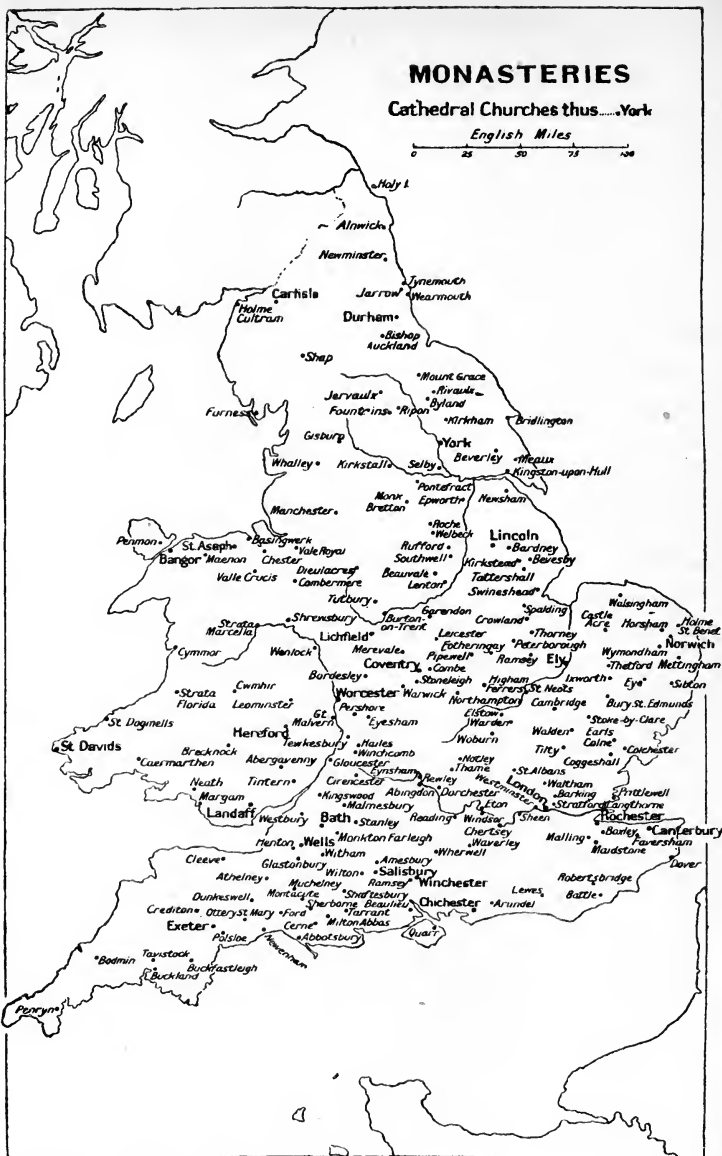 MONASTERIES
Cathedral Churches thus......York
English Miles
0 25 50 75 100
Holy I.
Alnwick
Newminster
Tynemouth
Jarrow
Wearmouth
Carlisle
Holme
Cultram
Durham
Bishop
Auckland
Shap
Mount Grace
Rivaulx
Jervaulx
Byland
Furness
Fountains
Ripon
Kirkham
Bridlington
Gisburg
York
Beverley
Meaux
Whalley
Kirkstall
Selby
Kingston-upon-Hull
Pontefract
Monk
Bretton
Epworth
Newsham
Manchester
Roche
Welbeck
Lincoln
Bardney
Penmon
St. Asaph
Basingwerk
Bangor
Maenon
Chester
Vale Royal
Rufford
Southwell
Kirkstead
Bevesby
Valle Crucis
Dieulacres
Combermere
Beauvale
Lenton
Tattershall
Swineshead
Tutbury
Strata
Marcella
Shrewsbury
Burton-
on-Trent
Garendon
Spalding
Crowland
Walsingham
Castle
Acre
Horsham
Holme
St. Benet
Lichfield
Leicester
Thorney
Norwich
Cymmor
Wenlock
Merevale
Fotheringay
Peterborough
Wymondham
Coventry
Pipewell
Ramsey
Ely
Thetford
Mettingham
Bardesley
Combe
Stoneleigh
Higham
Ferrers
St. Neots
Ixworth
Eye
Sibton
Strata
Florida
Cwmhir
Leominster
Worcester
Warwick
Northampton
Cambridge
Bury St. Edmunds
St. Dogmells
Gt.
Malvern
Pershore
Eyesham
Elstow
Warden
Stoke-by-Clare
Hereford
Walden
Earls
Colne
St. Davids
Brecknock
Tewkesbury
Hailes
Winchcomb
Woburn
Tilty
Colchester
Caermarthen
Abergavenny
Gloucester
Notley
Thame
Coggeshall
Eynsham
St. Albans
Neath
Tintern
Cirencester
Rewley
Westminster
London
Waltham
Margam
Kingswood
Abingdon
Dorchester
Barking
Prittlewell
Landaff
Malmesbury
Eton
Stratford
Langthorne
Westbury
Bath
Stanley
Reading
Windsor
Sheen
Rochester
Henton
Wells
Monkton Farleigh
Chertsey
Waverley
Malling
Boxley
Canterbury
Faversham
Cleeve
Witham
Amesbury
Wherwell
Maidstone
Glastonbury
Wilton
Salisbury
Dover
Athelney
Muchelney
Ramsey
Winchester
Robertsbridge
Dunkeswell
Montacute
Shaftesbury
Lewes
Battle
Sherborne
Beaulieu
Chichester
Arundel
Crediton
Ottery St. Mary
Ford
Tarrant
Exeter
Cerne
Milton Abbas
Polsloe
Newenham
Abbotsbury
Quarr
Bodmin
Tavistock
Buckfastleigh
Buckland
Penryn